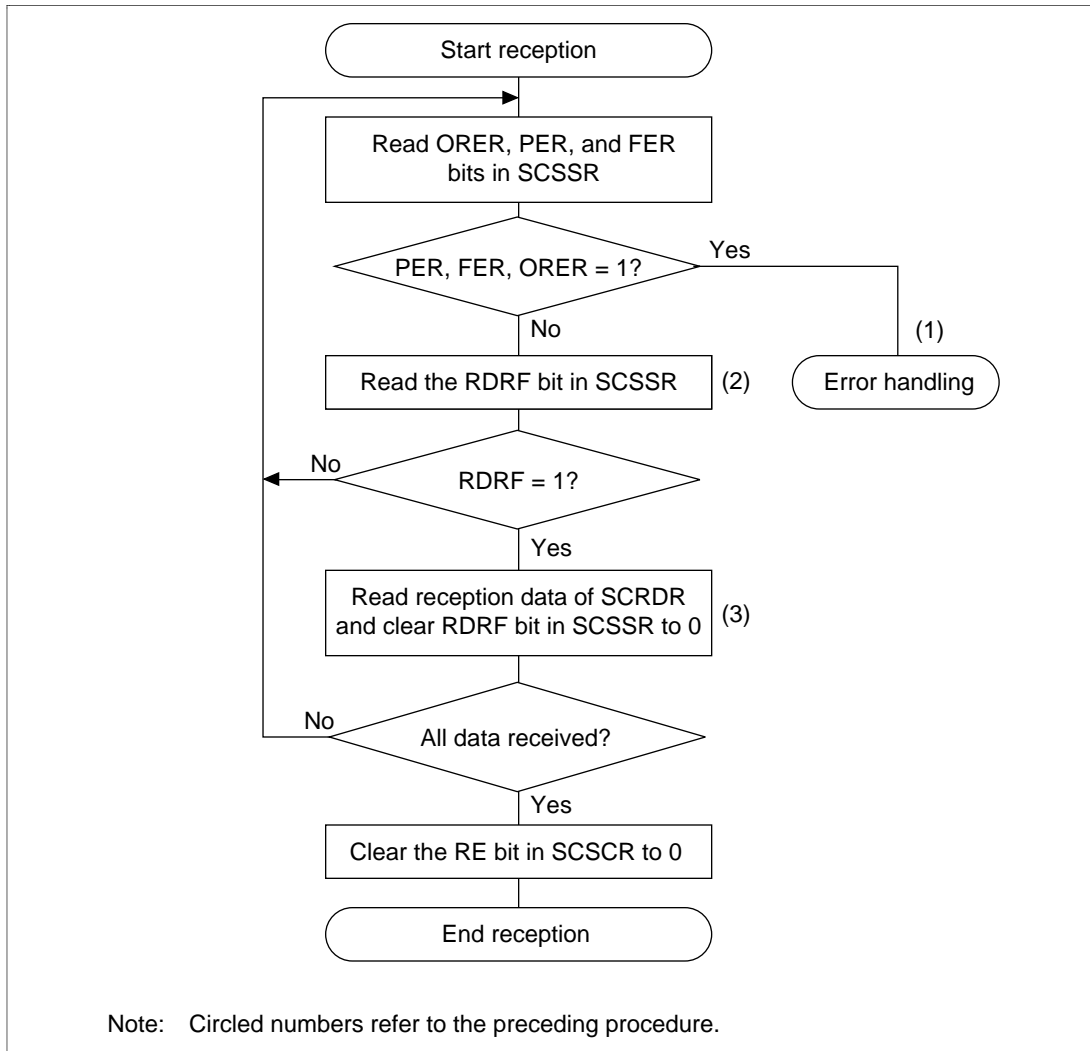 Start reception
Read ORER, PER, and FER
bits in SCSSR
PER, FER, ORER = 1?
Yes
No
(1)
Error handling
Read the RDRF bit in SCSSR
(2)
No
RDRF = 1?
Yes
Read reception data of SCRDR
and clear RDRF bit in SCSSR to 0
(3)
No
All data received?
Yes
Clear the RE bit in SCSCR to 0
End reception
Note: Circled numbers refer to the preceding procedure.